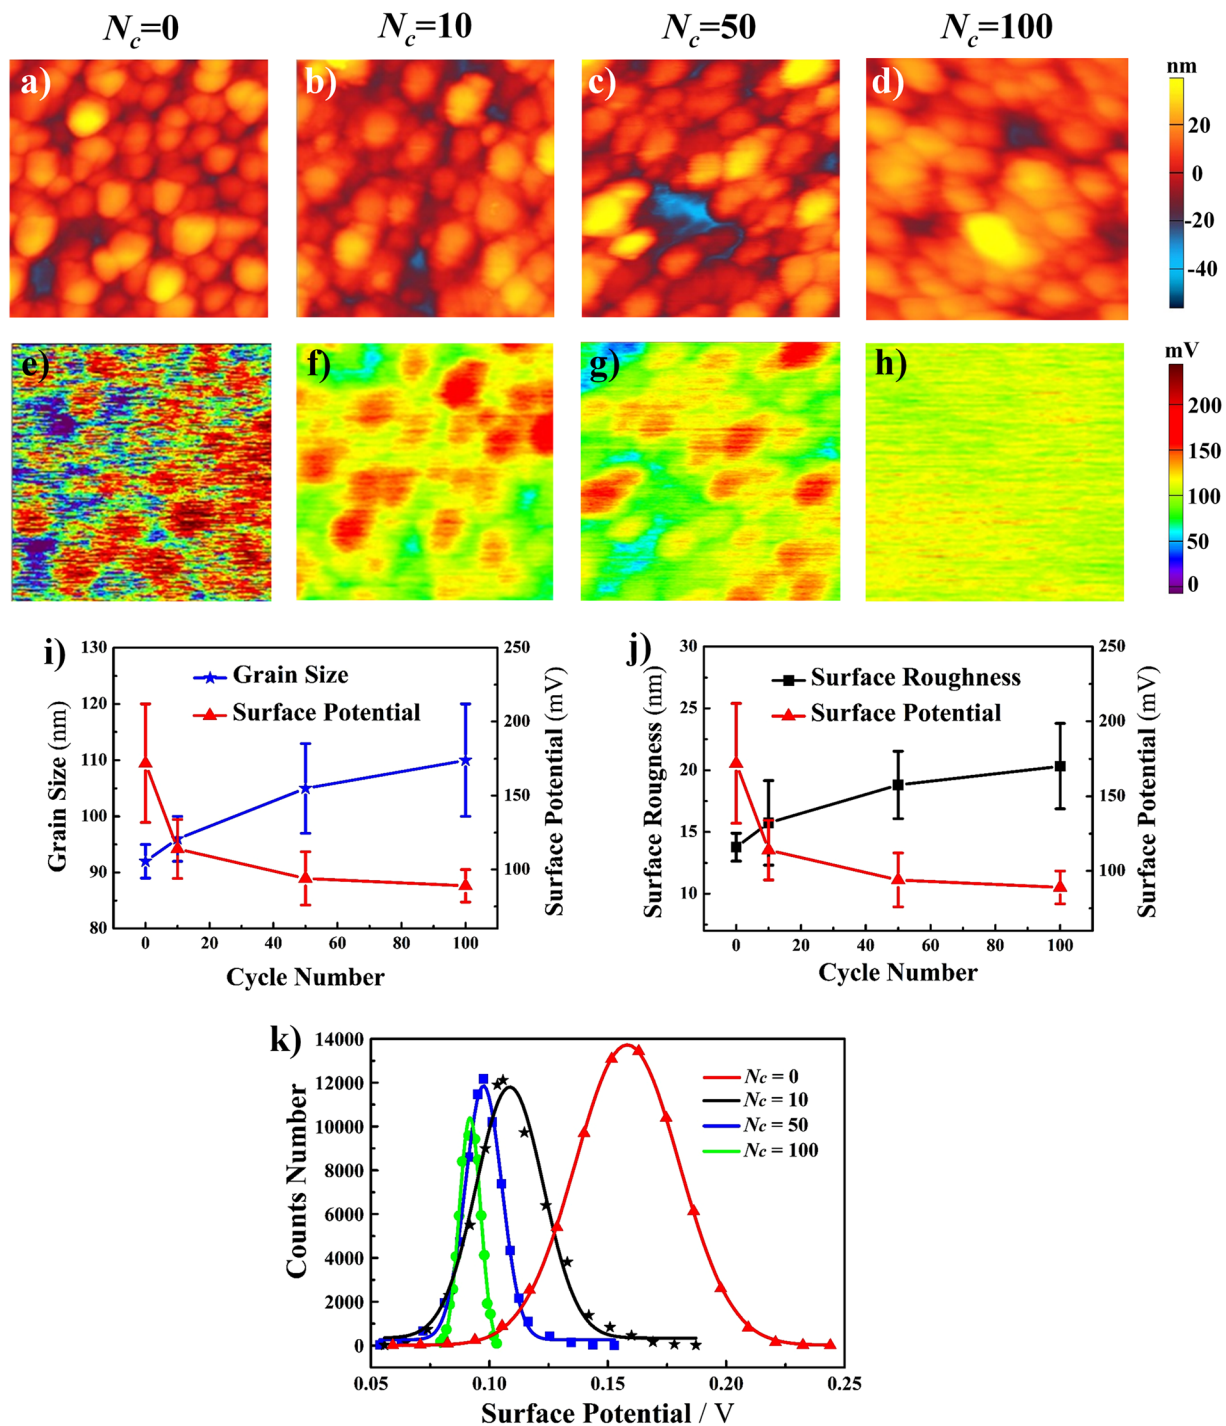 Nc=0 Nc=10 Nc=50 Nc=100
a) b) c) d) nm
20
0
-20
-40
e) f) g) h) mV
200
150
100
50
0
i) 130 250 j) 30 250
Grain Size Surface Roughness
Surface Potential Surface Potential
120 200 25 200
110 150 20 150
100 15
90 100 10 100
80
Grain Size (nm) Surface Potential (mV) Surface Rougness (nm) Surface Potential (mV)
0 20 40 60 80 100 0 20 40 60 80 100
Cycle Number Cycle Number
k) 14000
12000
10000
8000
6000
4000
2000
0
Counts Number
Nc = 0
Nc = 10
Nc = 50
Nc = 100
0.05 0.10 0.15 0.20 0.25
Surface Potential / V